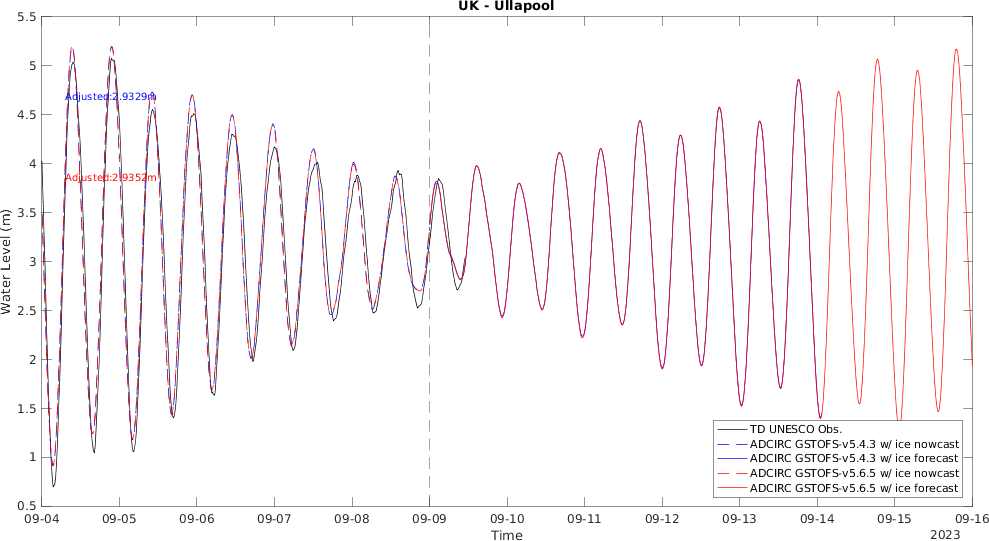 UK - Ullapool
5.5
5
4.5
4
3.5
3
2.5
2
1.5
1
0.5
Water Level (m)
Adjusted:2.9329m
Adjusted:2.9352m
TD UNESCO Obs.
ADCIRC GSTOFS-v5.4.3 w/ ice nowcast
ADCIRC GSTOFS-v5.4.3 w/ ice forecast
ADCIRC GSTOFS-v5.6.5 w/ ice nowcast
ADCIRC GSTOFS-v5.6.5 w/ ice forecast
09-04 09-05 09-06 09-07 09-08 09-09 09-10 09-11 09-12 09-13 09-14 09-15 09-16
Time
2023